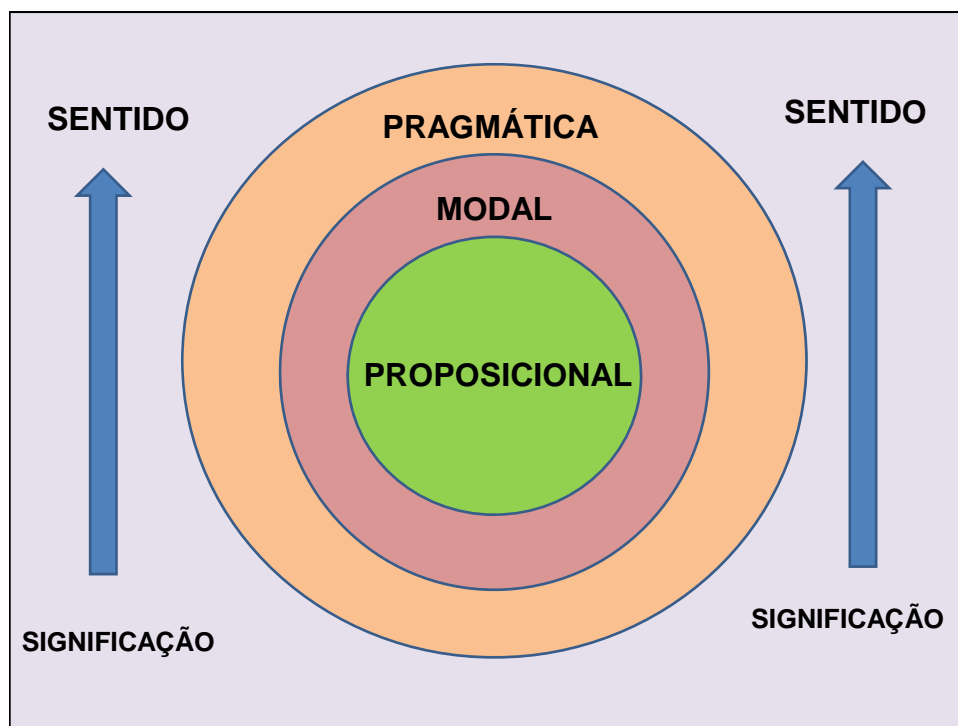 SENTIDO
PRAGMÁTICA
SENTIDO
MODAL
PROPOSICIONAL
SIGNIFICAÇÃO
SIGNIFICAÇÃO